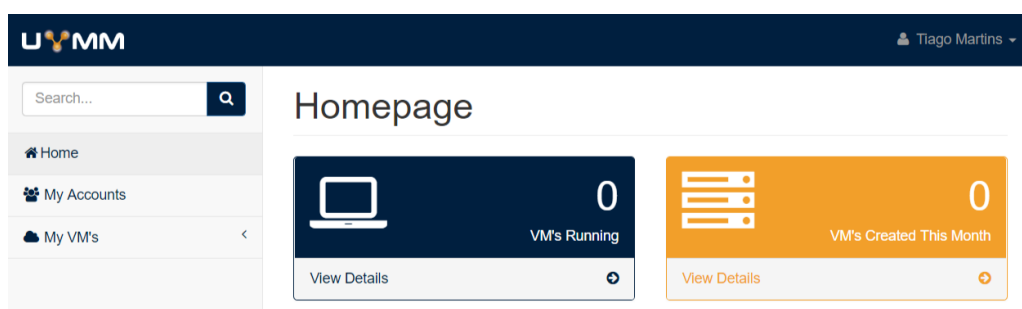 UVMM
Tiago Martins
Search...
Homepage
Home
My Accounts
My VM's
0
VM's Running
View Details
0
VM's Created This Month
View Details